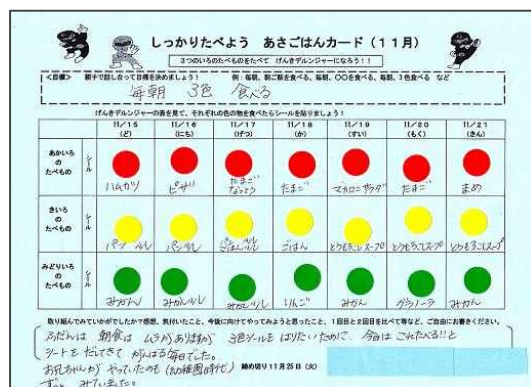 しっかりたべよう あさごはんカード(11月)
3つのいろのたべものをたべて げんきデルンジャーになろう!!
<目標> 親子で話し合って目標を決めましょう! 例:毎朝、朝ご飯を食べる、毎朝、〇〇を食べる、毎朝、3色食べる など
毎朝 3色 食べる
げんきデルンジャーの表を見て、それぞれの色の物を食べたらシールを貼りましょう!
11/15 11/16 11/17 11/18 11/19 11/20 11/21
(ど) (にち) (げつ) (か) (すい) (もく) (きん)
あかいろ
の
たべもの
シール
ハムカツ ピザ たまご なっとう たまご マカロニサラダ たまご まめ
きいろ
の
たべもの
シール
ごはん とうもろこしスープ とうもろこしスープ とうもろこしスープ
みどりいろ
の
たべもの
シール
みかん りんご みかん グラノーラ みかん
取り組んでみていかがでしたか?感想、気付いたこと、今後に向けてやってみようと思ったこと、1回目と2回目を比べて等など、ご自由にお書きください。
ふだんは 朝食は ムラがありますが 3色シールを はりたいために、今日は これたべる!!と
シートを だしてきて がんばる毎日でした。
お兄ちゃんが やっていたのも(幼稚園時代)
ずっと みていました。
締め切り11月25日(火)